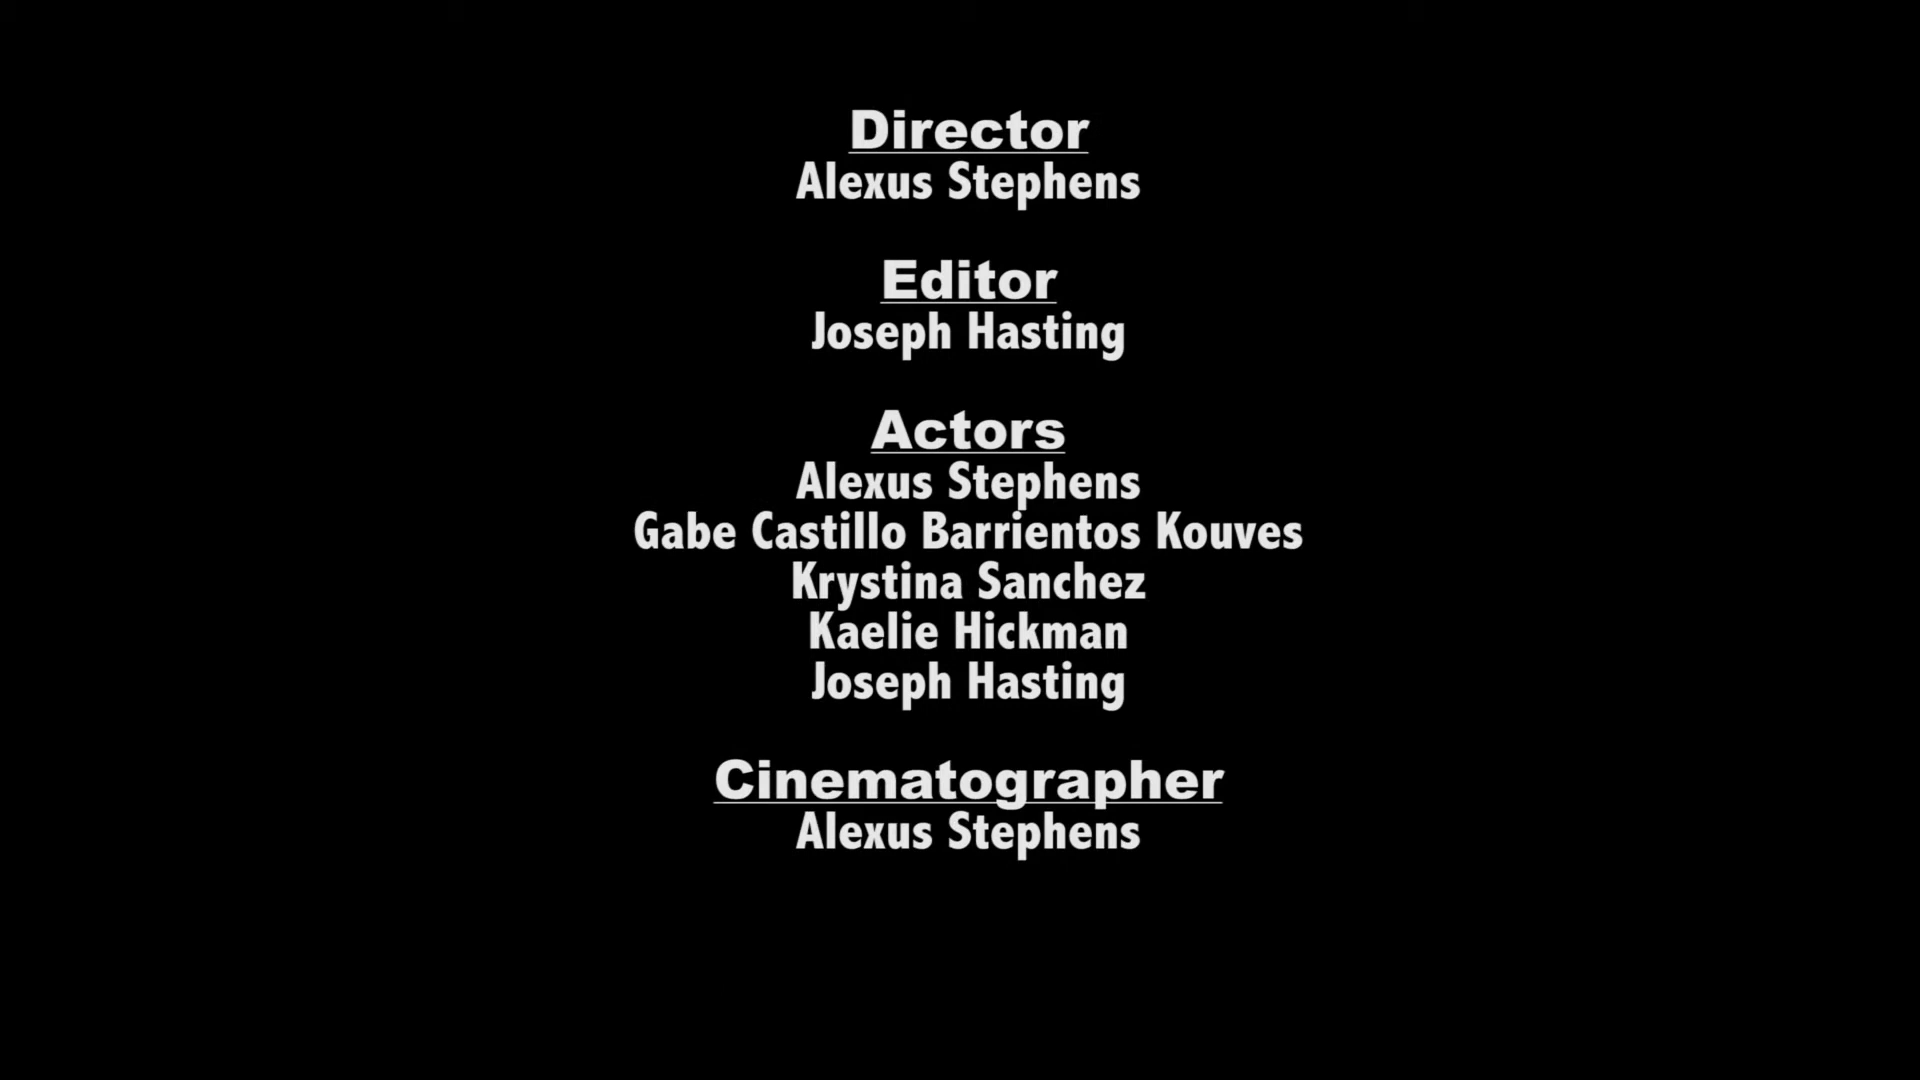 Director
Alexus Stephens
Editor
Joseph Hasting
Actors
Alexus Stephens
Gabe Castillo Barrientos Kouves
Krystina Sanchez
Kaelie Hickman
Joseph Hasting
Cinematographer
Alexus Stephens